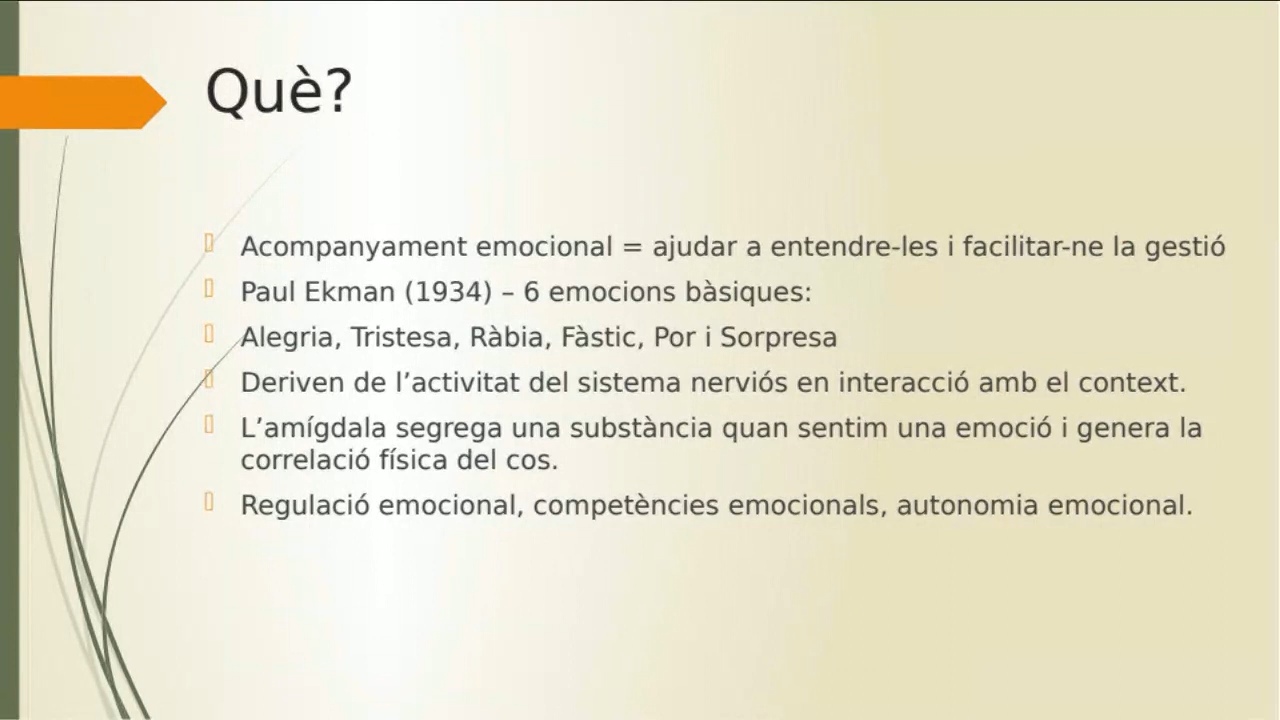 Què?
Acompanyament emocional = ajudar a entendre-les i facilitar-ne la gestió
Paul Ekman (1934) – 6 emocions bàsiques:
Alegria, Tristesa, Ràbia, Fàstic, Por i Sorpresa
Deriven de l’activitat del sistema nerviós en interacció amb el context.
L’amígdala segrega una substància quan sentim una emoció i genera la
correlació física del cos.
Regulació emocional, competències emocionals, autonomia emocional.